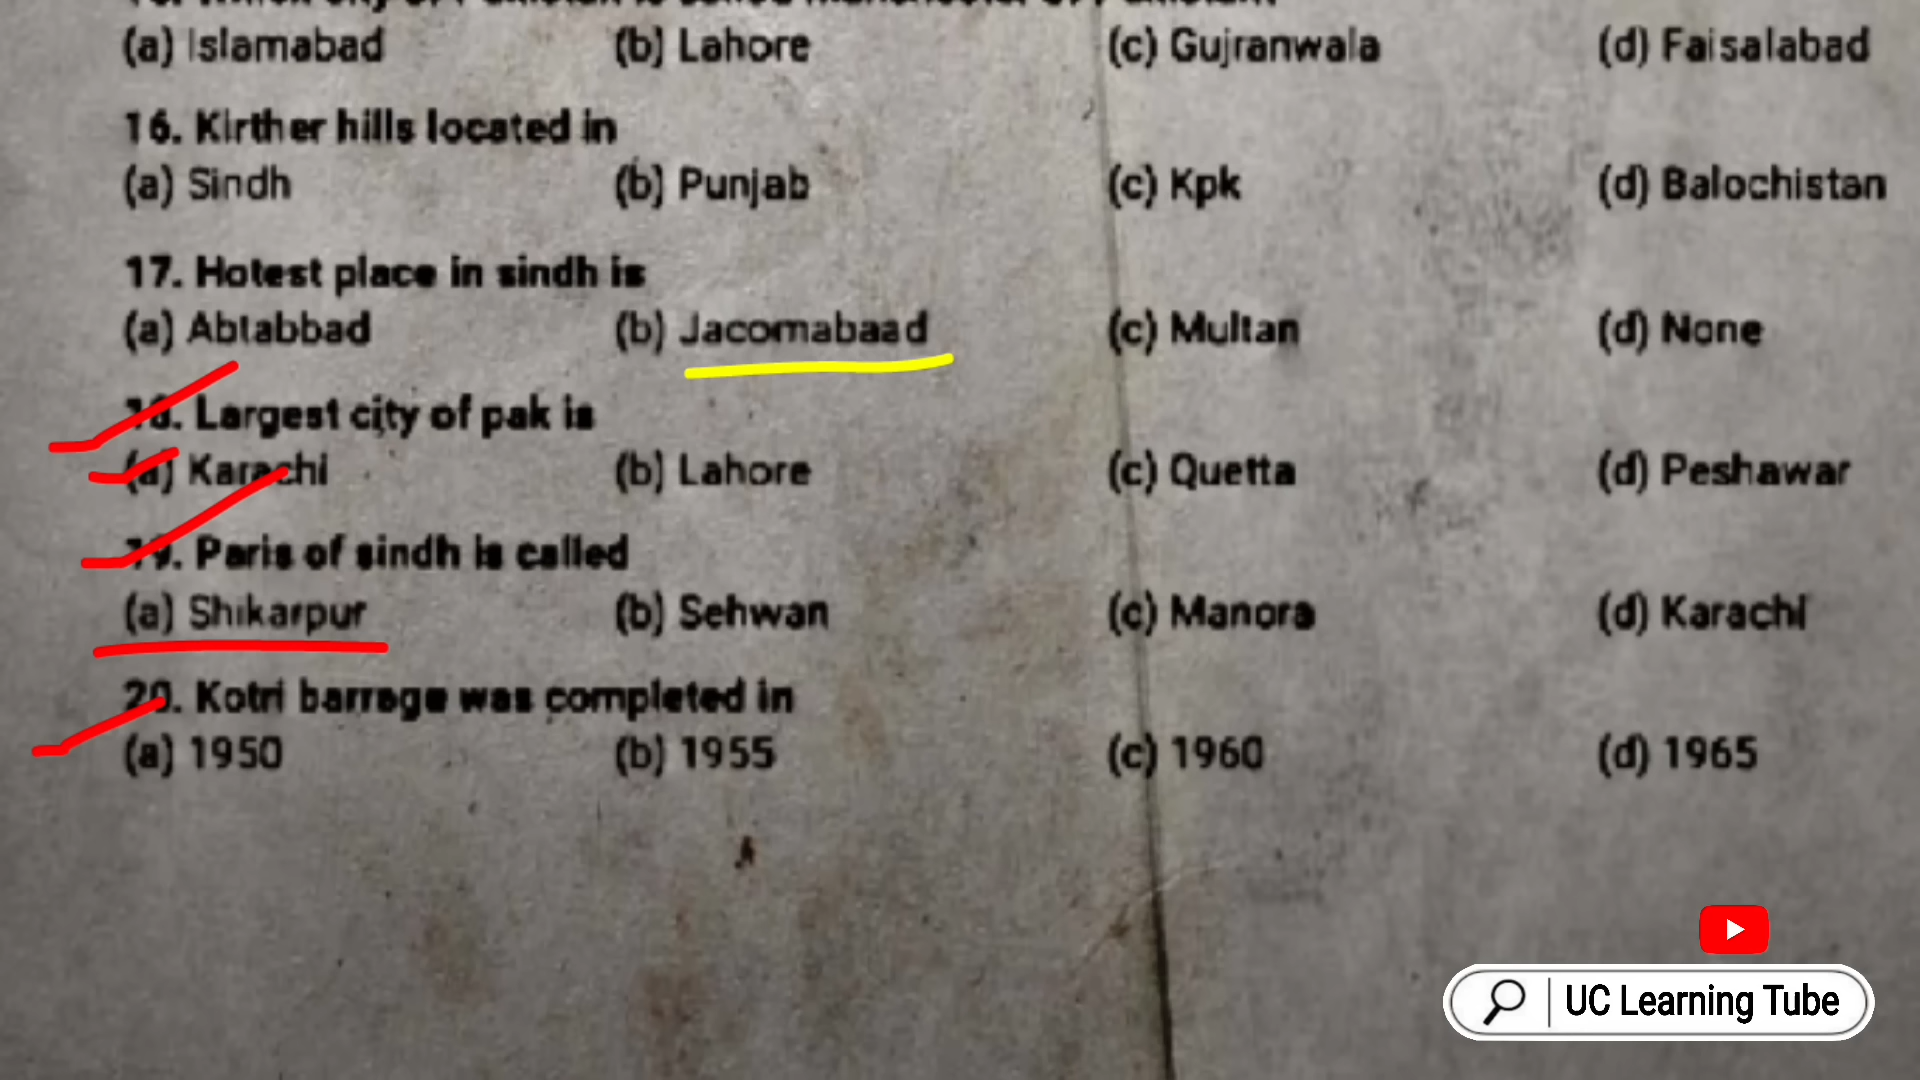 (a) Islamabad (b) Lahore (c) Gujranwala (d) Faisalabad
16. Kirther hills located in
(a) Sindh (b) Punjab (c) Kpk (d) Balochistan
17. Hotest place in sindh is
(a) Abtabbad (b) Jacomabaad (c) Multan (d) None
18. Largest city of pak is
(a) Karachi (b) Lahore (c) Quetta (d) Peshawar
19. Paris of sindh is called
(a) Shikarpur (b) Sehwan (c) Manora (d) Karachi
20. Kotri barrage was completed in
(a) 1950 (b) 1955 (c) 1960 (d) 1965
UC Learning Tube